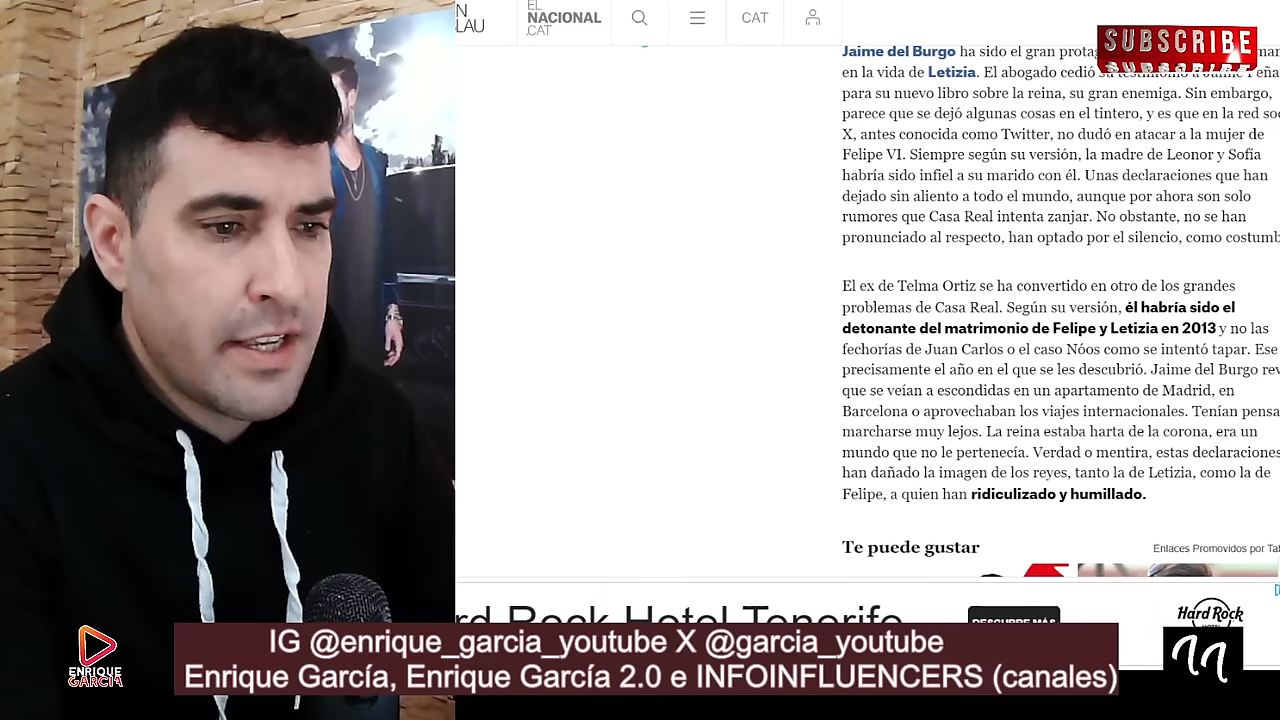 N
LAU
EL
NACIONAL
.CAT
CAT
SUBSCRIBE
SUBSCRIBE
Jaime del Burgo ha sido el gran
en la vida de Letizia. El abogado cedió su testimonio a Jaime
para su nuevo libro sobre la reina, su gran enemiga. Sin embargo,
parece que se dejó algunas cosas en el tintero, y es que en la red
X, antes conocida como Twitter, no dudó en atacar a la mujer de
Felipe VI. Siempre según su versión, la madre de Leonor y Sofía
habría sido infiel a su marido con él. Unas declaraciones que han
dejado sin aliento a todo el mundo, aunque por ahora son solo
rumores que Casa Real intenta zanjar. No obstante, no se han
pronunciado al respecto, han optado por el silencio, como costumb
El ex de Telma Ortiz se ha convertido en otro de los grandes
problemas de Casa Real. Según su versión, él habría sido el
detonante del matrimonio de Felipe y Letizia en 2013 y no las
fechorías de Juan Carlos o el caso Nóos como se intentó tapar. Ese
precisamente el año en el que se les descubrió. Jaime del Burgo rev
que se veían a escondidas en un apartamento de Madrid, en
Barcelona o aprovechaban los viajes internacionales. Tenían pensa
marcharse muy lejos. La reina estaba harta de la corona, era un
mundo que no le pertenecía. Verdad o mentira, estas declaraciones
han dañado la imagen de los reyes, tanto la de Letizia, como la de
Felipe, a quien han ridiculizado y humillado.
Te puede gustar
Enlaces Promovidos por Tab
rd Rock Hotel Tenerife
DESCUBRE MÁS
Hard Rock
HOTEL
IG @enrique_garcia_youtube X @garcia_youtube
Enrique García, Enrique García 2.0 e INFOINFLUENCERS (canales)
ENRIQUE
GARCÍA